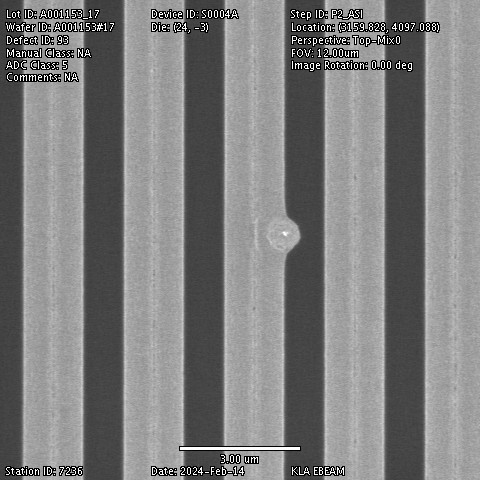 Lot ID: A001153_17 Device ID: S0004A Step ID: P2_ASI
Wafer ID: A001153#17 Die: (24, -3) Location: (3159.828, 4097.088)
Defect ID: 93 Perspective: Top-Mix0
Manual Class: NA FOV: 12.00um
ADC Class: 5 Image Rotation: 0.00 deg
Comments: NA
3.00 um
Station ID: 7236 Date: 2024-Feb-14 KLA EBEAM